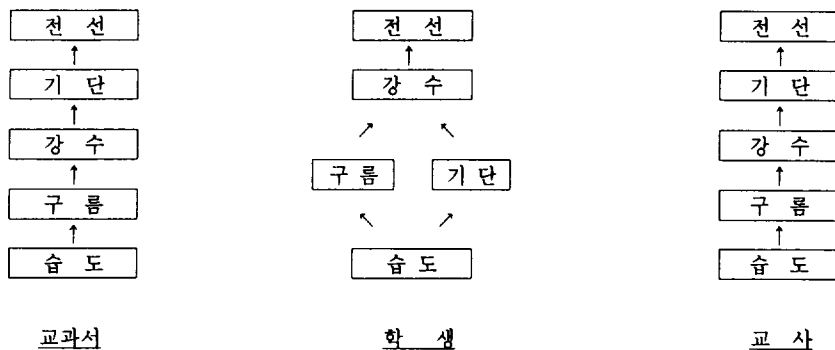 전 선 전 선 전 선
기 단 강 수 기 단
강 수 강 수
구 름 기 단
구 름 구 름
습 도 습 도 습 도
교과서 학 생 교 사